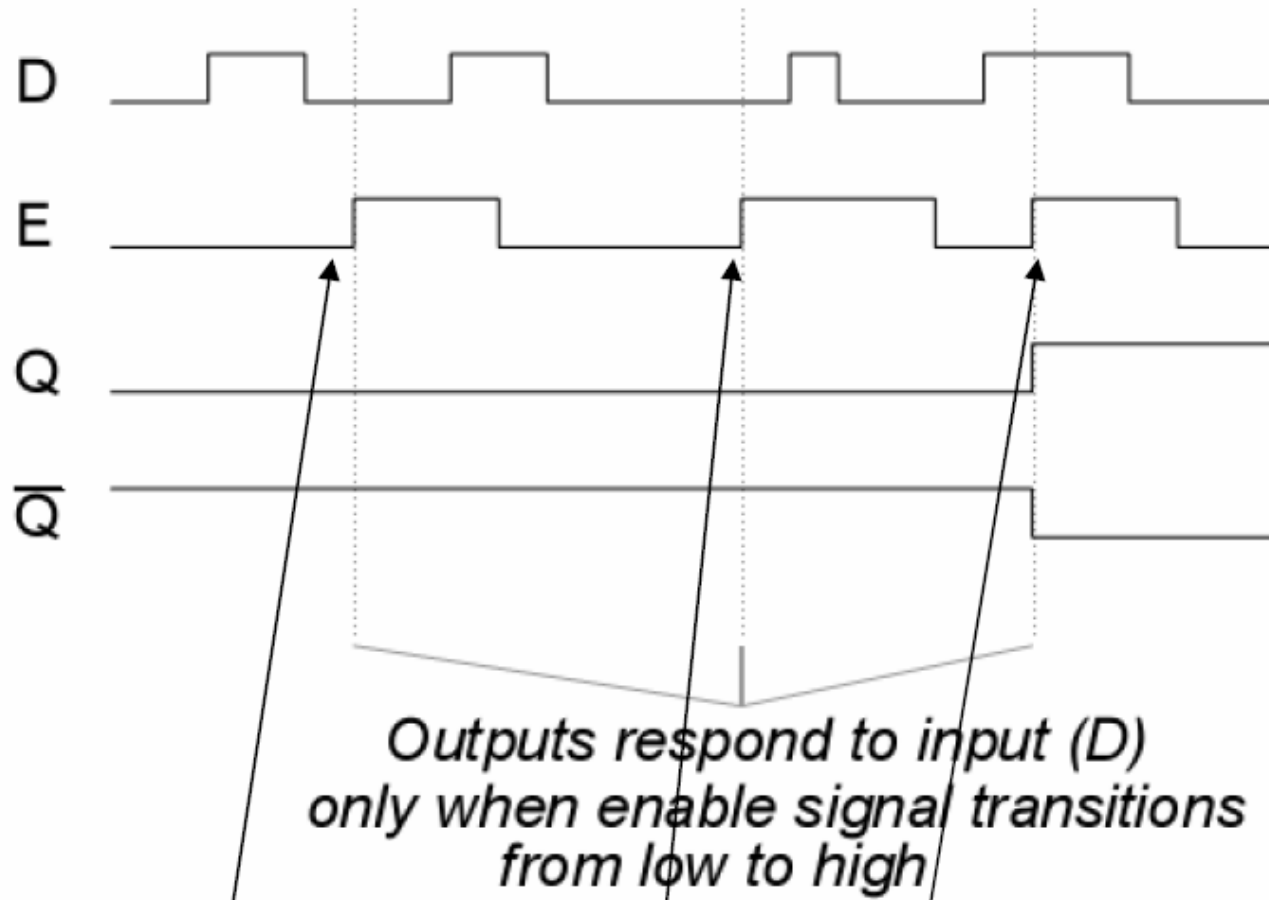 D
E
Q
Q̅
Outputs respond to input (D)
only when enable signal transitions
from low to high